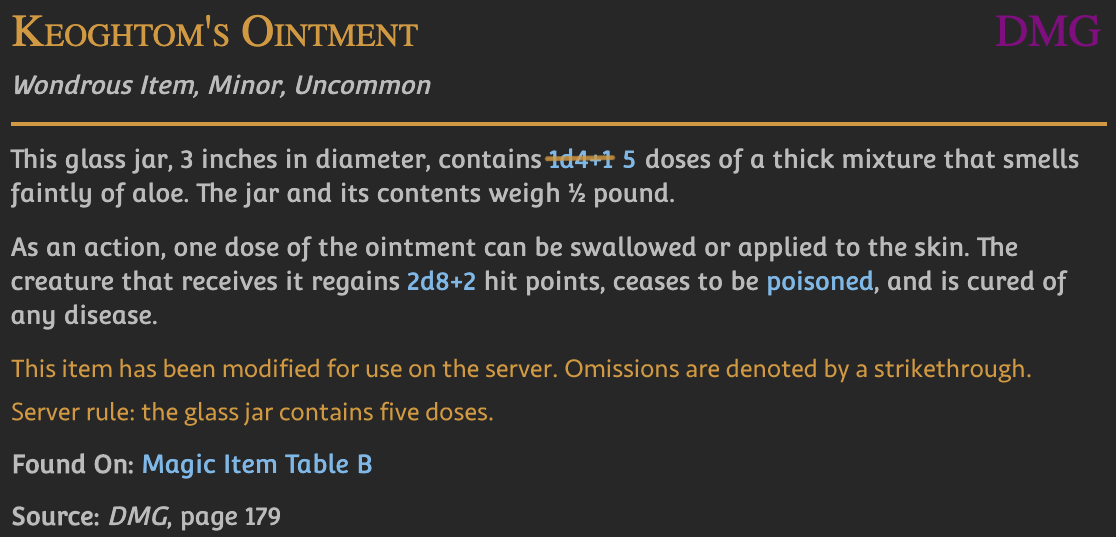 Keoghtom's Ointment
DMG
Wondrous Item, Minor, Uncommon
This glass jar, 3 inches in diameter, contains 1d4+1 5 doses of a thick mixture that smells
faintly of aloe. The jar and its contents weigh ½ pound.
As an action, one dose of the ointment can be swallowed or applied to the skin. The
creature that receives it regains 2d8+2 hit points, ceases to be poisoned, and is cured of
any disease.
This item has been modified for use on the server. Omissions are denoted by a strikethrough.
Server rule: the glass jar contains five doses.
Found On: Magic Item Table B
Source: DMG, page 179